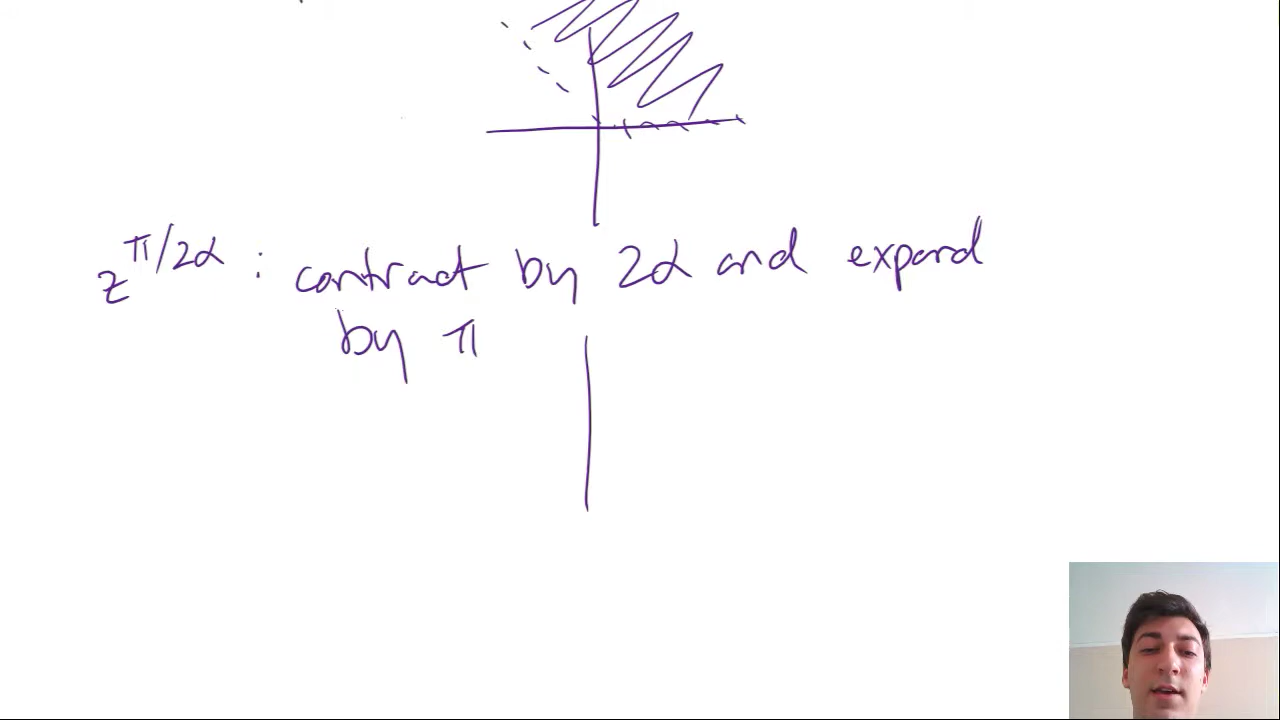 z^π/2α : contract by 2α and expand
by π